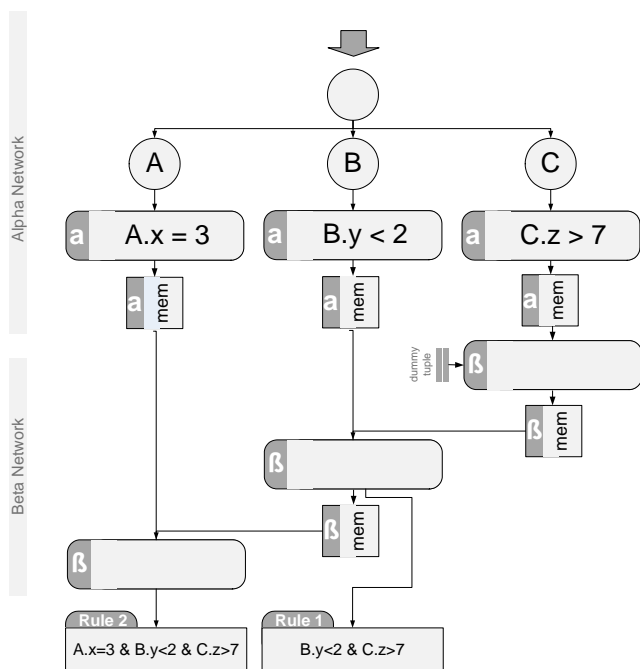 Alpha Network
A
B
C
a
A.x = 3
a
B.y < 2
a
C.z > 7
a
mem
a
mem
a
mem
dummy
tuple
ß
ß
mem
Beta Network
ß
ß
mem
ß
Rule 2
A.x=3 & B.y<2 & C.z>7
Rule 1
B.y<2 & C.z>7